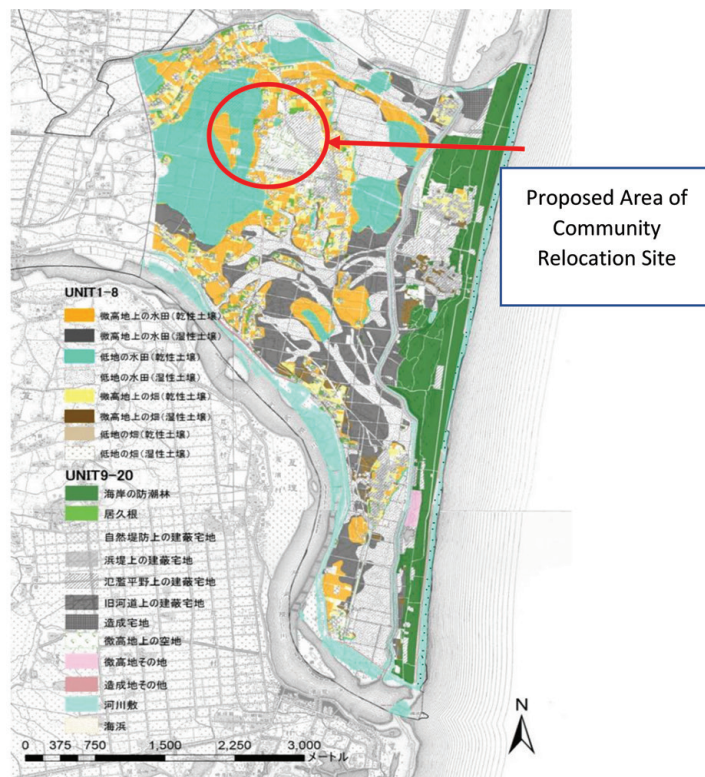 Proposed Area of
Community
Relocation Site
UNIT1-8
微高地上の水田(乾性土壌)
微高地上の水田(湿性土壌)
低地の水田(乾性土壌)
低地の水田(湿性土壌)
微高地上の畑(乾性土壌)
微高地上の畑(湿性土壌)
低地の畑(乾性土壌)
低地の畑(湿性土壌)
UNIT9-20
海岸の防潮林
居久根
自然堤防上の建蔽宅地
浜堤上の建蔽宅地
氾濫平野上の建蔽宅地
旧河道上の建蔽宅地
造成宅地
微高地上の空地
微高地その他
造成地その他
河川敷
海浜
N
0 375 750 1,500 2,250 3,000
メートル